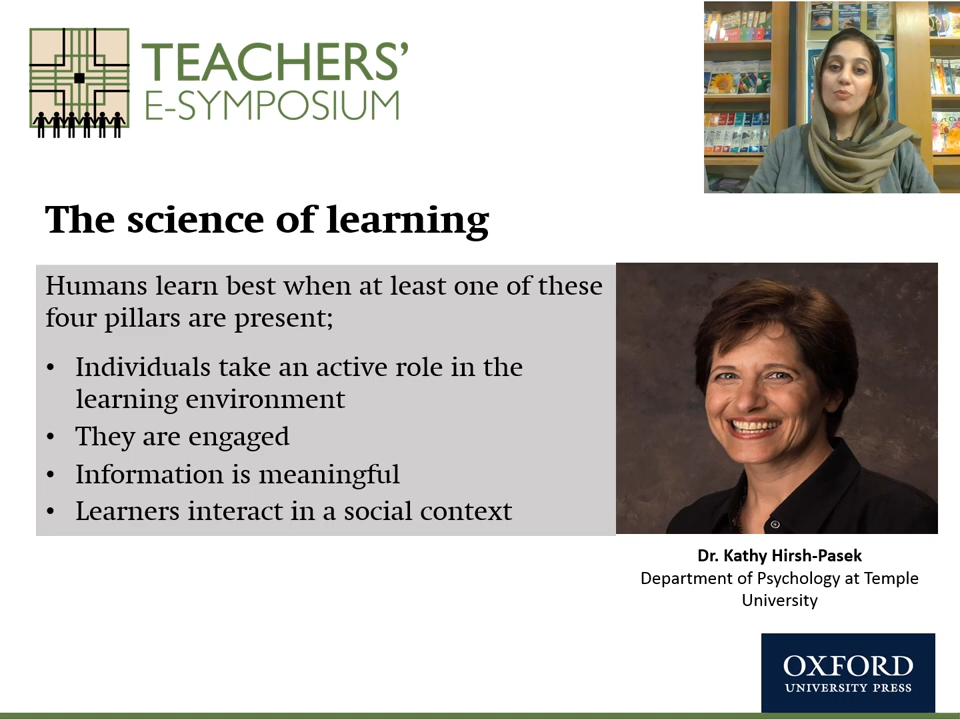 TEACHERS'
E-SYMPOSIUM
The science of learning
Humans learn best when at least one of these
four pillars are present;
• Individuals take an active role in the
learning environment
• They are engaged
• Information is meaningful
• Learners interact in a social context
Dr. Kathy Hirsh-Pasek
Department of Psychology at Temple
University
OXFORD
UNIVERSITY PRESS